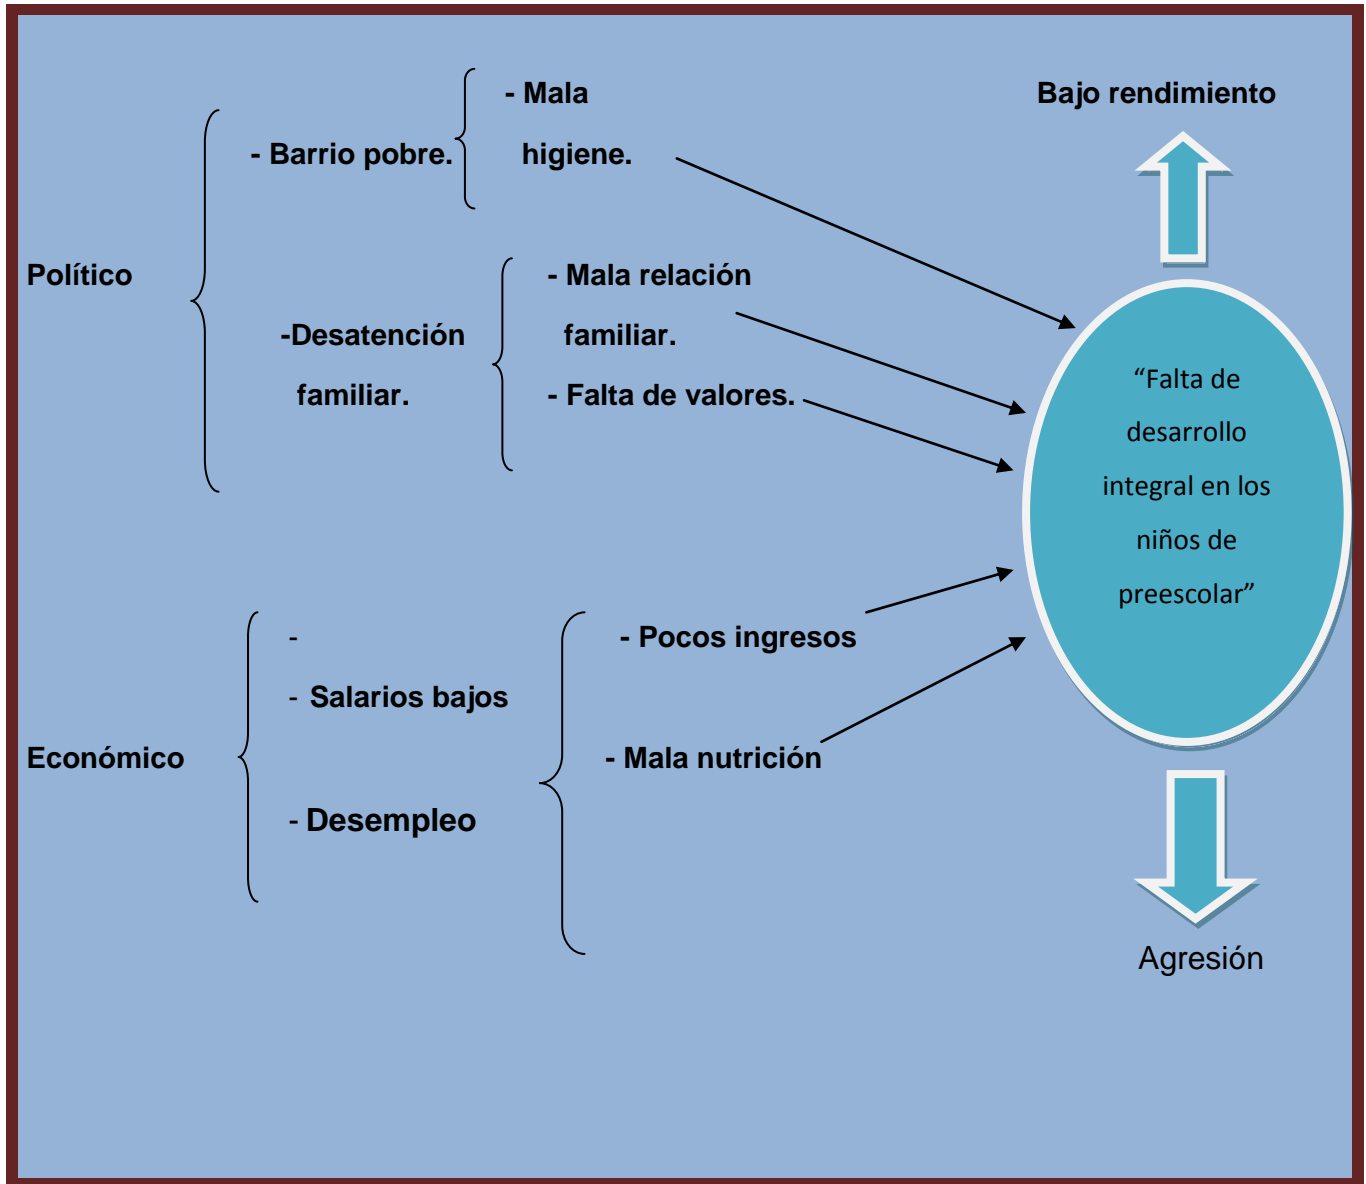 - Mala
higiene.
- Barrio pobre.
Político
- Mala relación
familiar.
- Falta de valores.
-Desatención
familiar.
-
- Salarios bajos
Económico
- Desempleo
- Pocos ingresos
- Mala nutrición
Bajo rendimiento
“Falta de
desarrollo
integral en los
niños de
preescolar”
Agresión